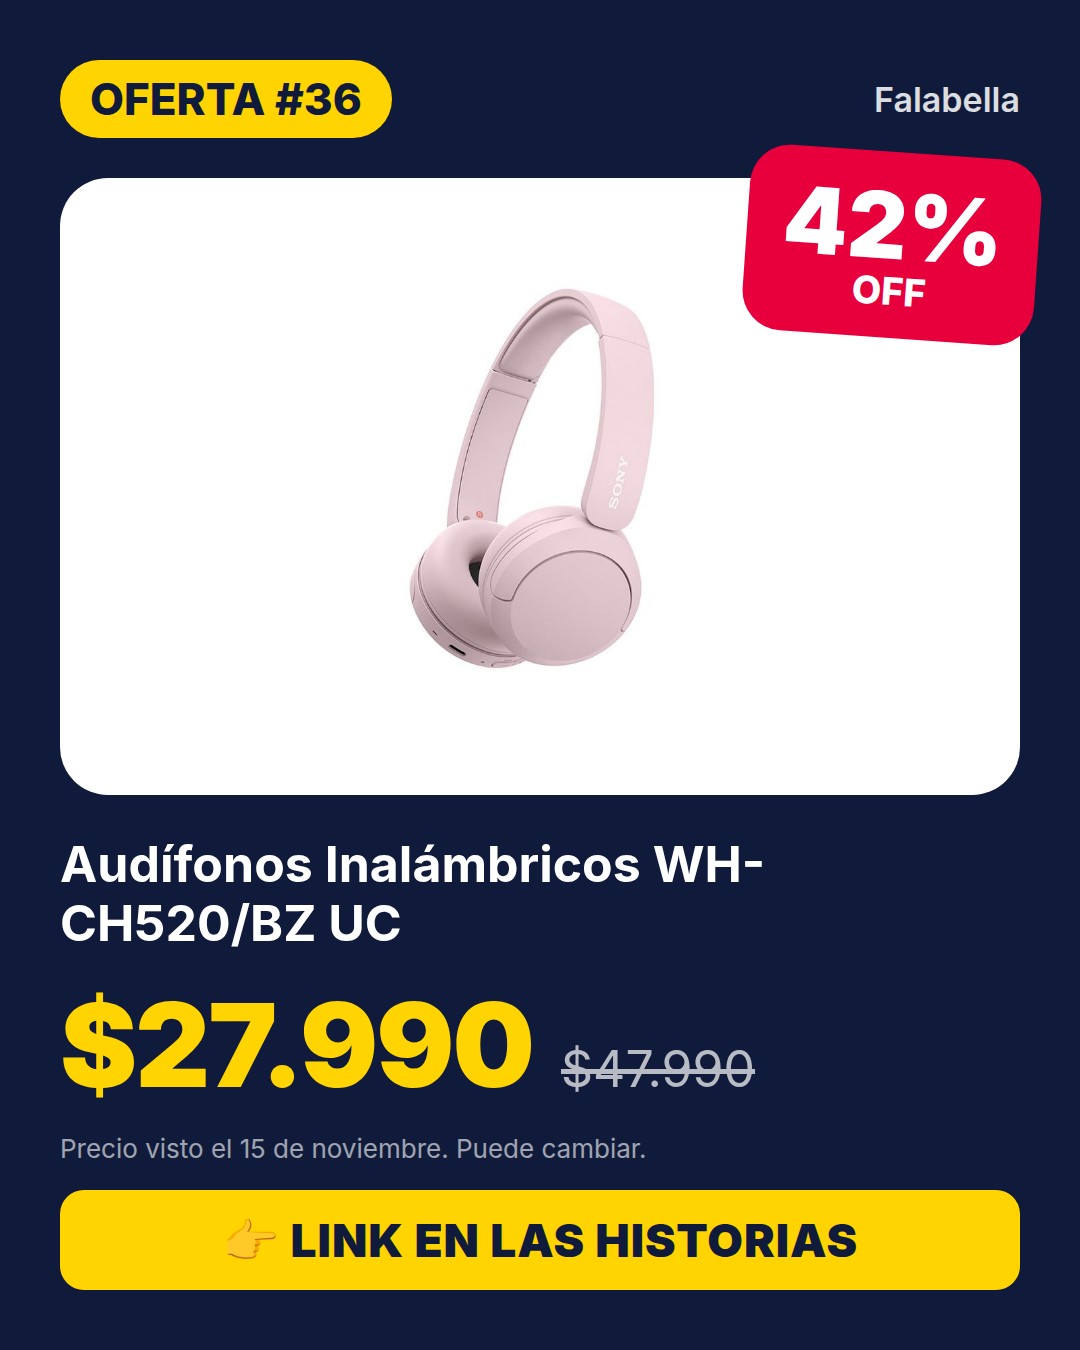 OFERTA #36
Falabella
42%
OFF
SONY
Audífonos Inalámbricos WH-
CH520/BZ UC
$27.990 $47.990
Precio visto el 15 de noviembre. Puede cambiar.
👉 LINK EN LAS HISTORIAS